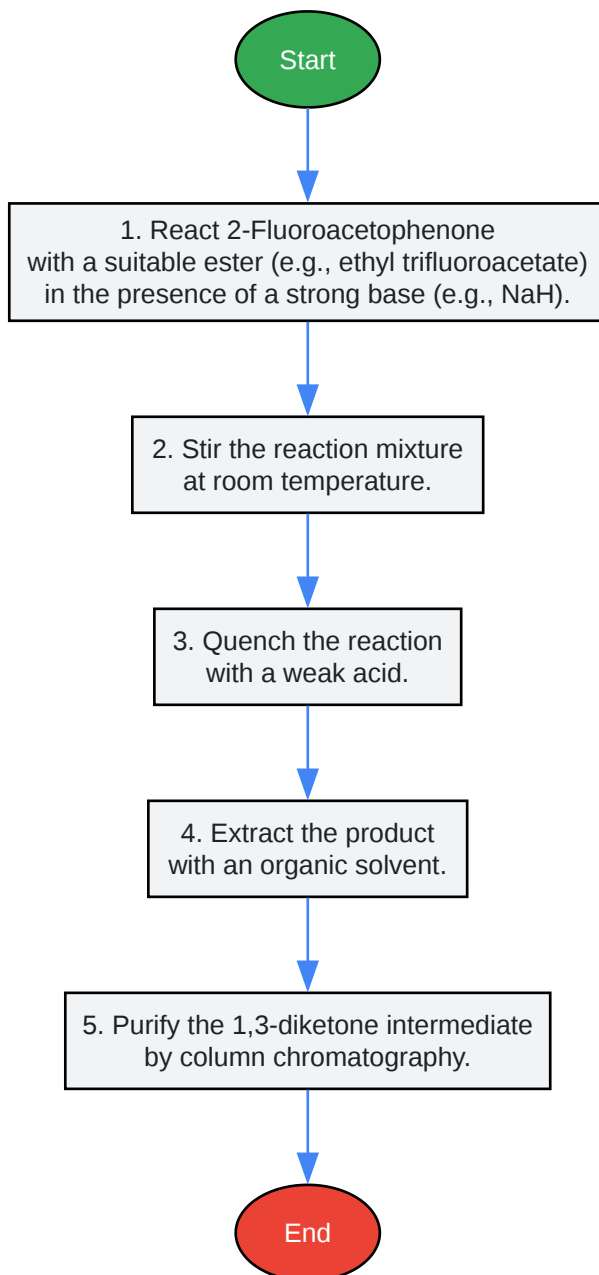 Start
1. React 2-Fluoroacetophenone
with a suitable ester (e.g., ethyl trifluoroacetate)
in the presence of a strong base (e.g., NaH).
2. Stir the reaction mixture
at room temperature.
3. Quench the reaction
with a weak acid.
4. Extract the product
with an organic solvent.
5. Purify the 1,3-diketone intermediate
by column chromatography.
End